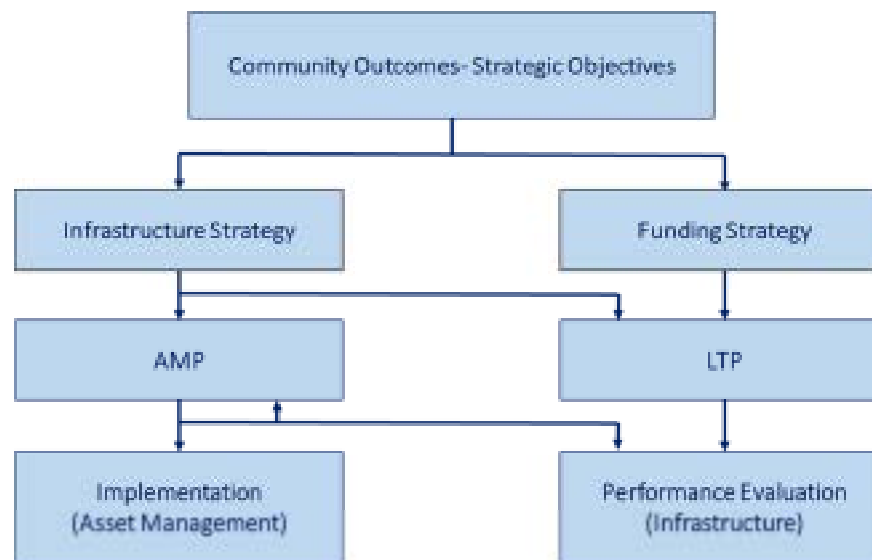 Community Outcomes- Strategic Objectives
Infrastructure Strategy
Funding Strategy
AMP
LTP
Implementation
(Asset Management)
Performance Evaluation
(Infrastructure)